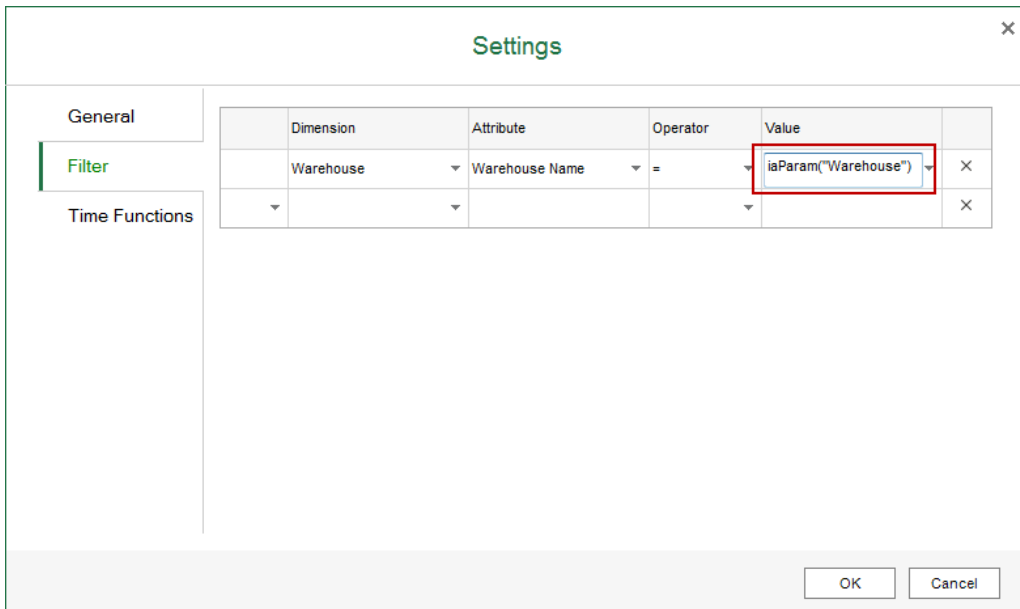 Settings
General
Filter
Time Functions
Dimension Attribute Operator Value
Warehouse Warehouse Name = iaParam("Warehouse")
OK Cancel